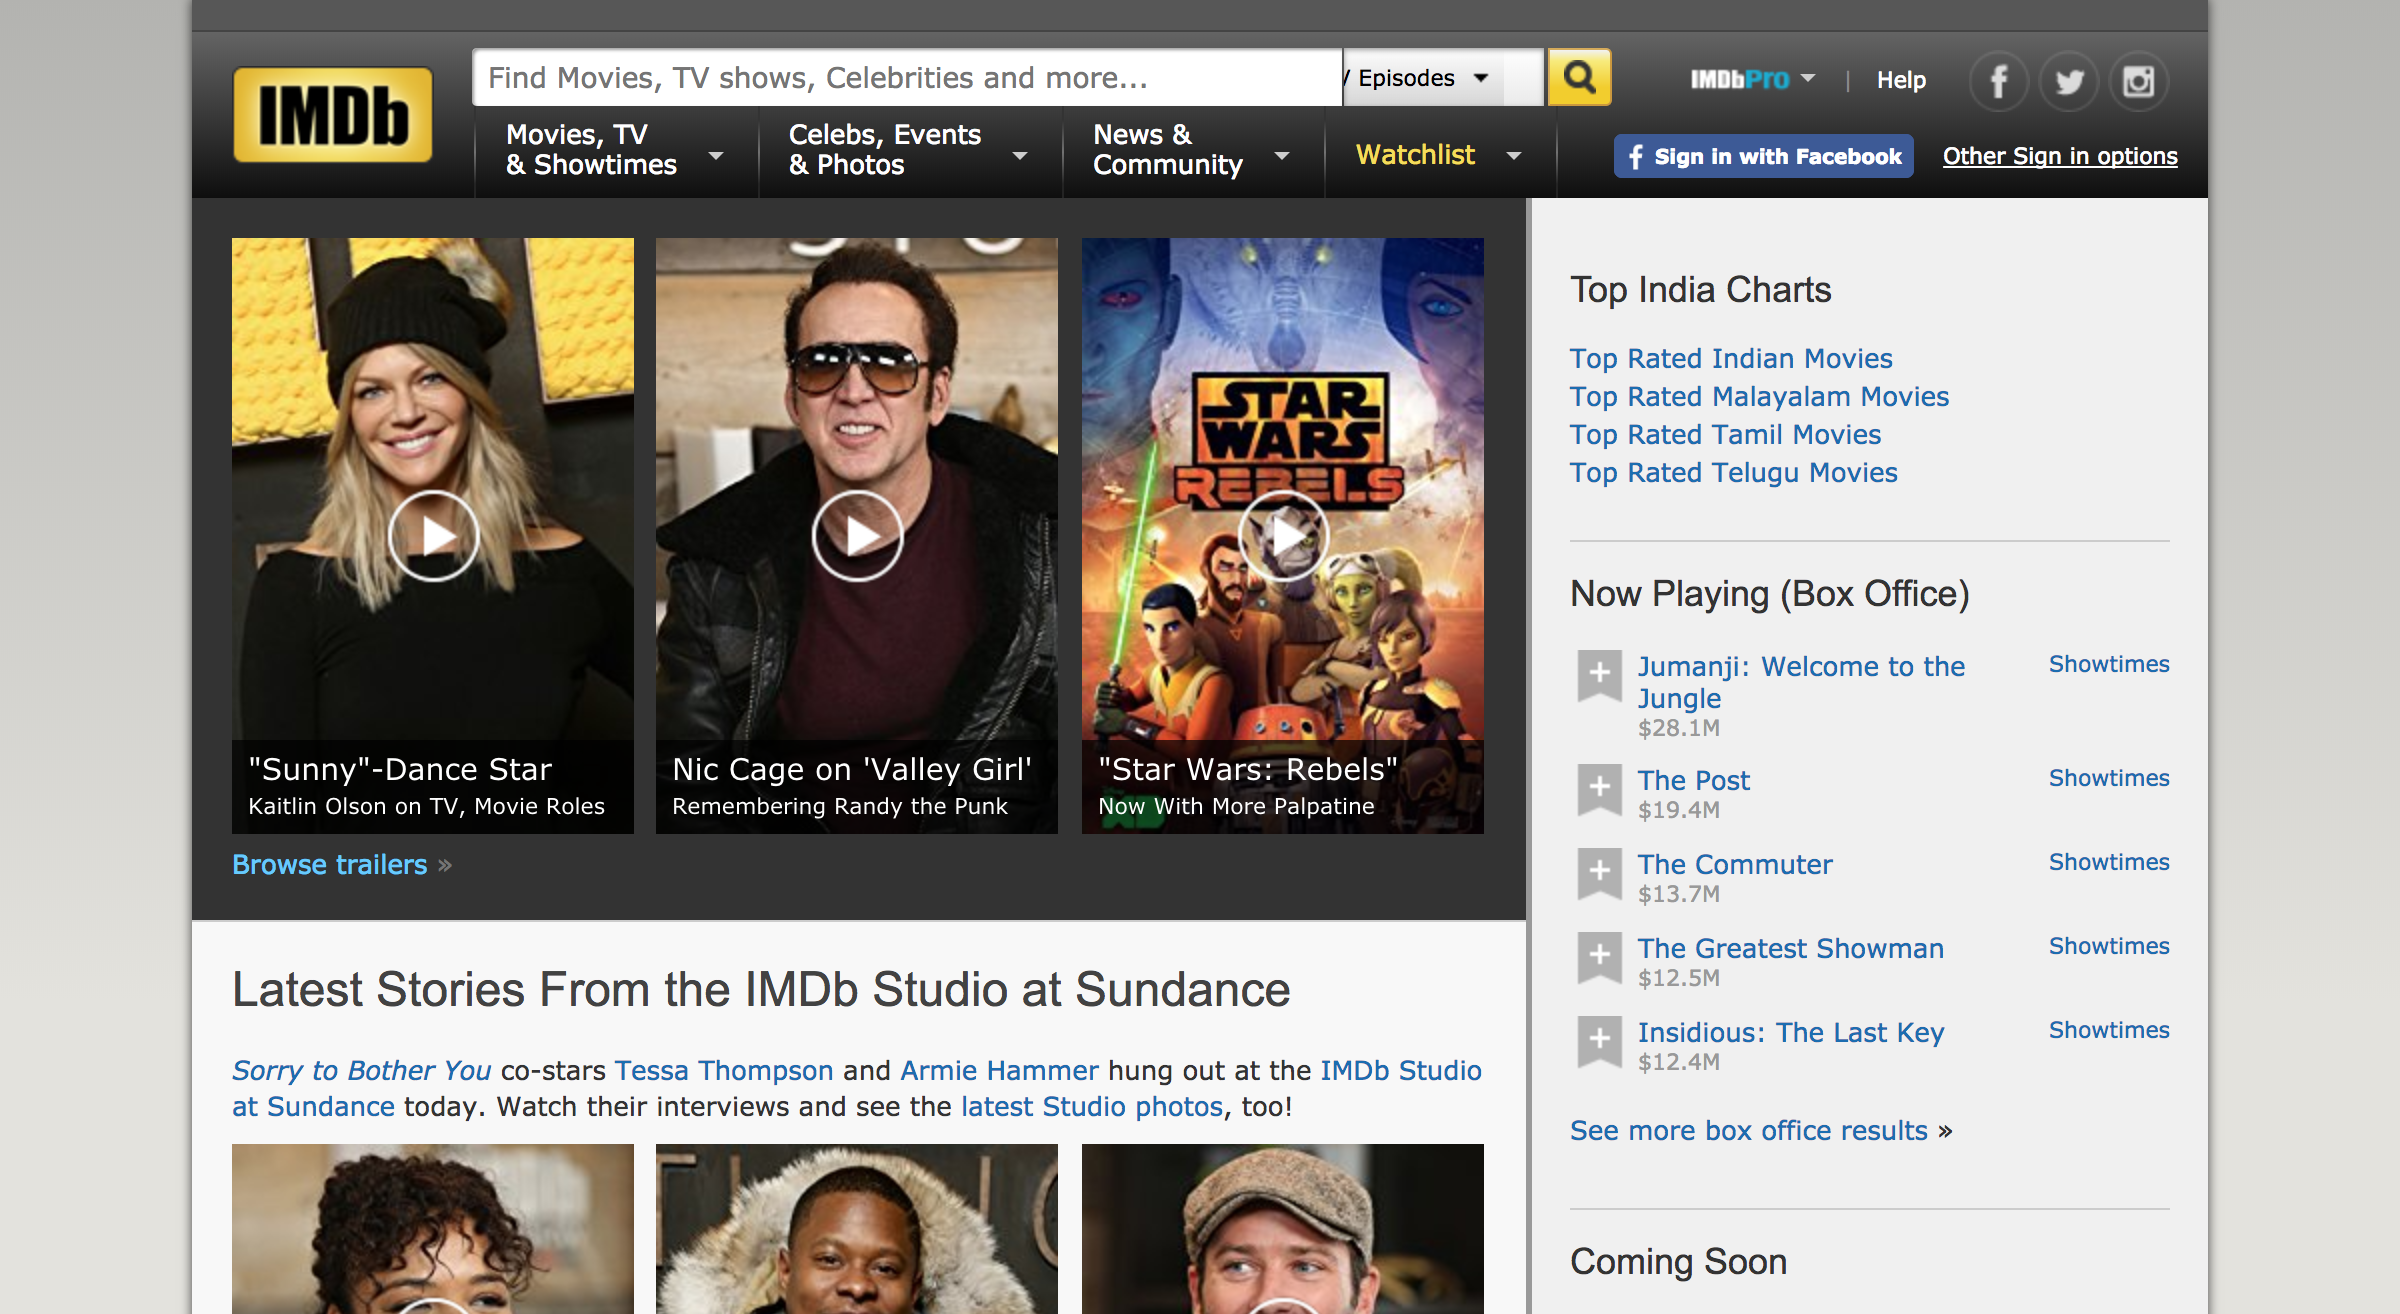 IMDb
Find Movies, TV shows, Celebrities and more...
Episodes
IMDbPro
|
Help
Movies, TV
& Showtimes
Celebs, Events
& Photos
News &
Community
Watchlist
f Sign in with Facebook
Other Sign in options
STAR
WARS
REBELS
"Sunny"-Dance Star
Kaitlin Olson on TV, Movie Roles
Nic Cage on 'Valley Girl'
Remembering Randy the Punk
"Star Wars: Rebels"
Now With More Palpatine
Browse trailers »
Latest Stories From the IMDb Studio at Sundance
Sorry to Bother You co-stars Tessa Thompson and Armie Hammer hung out at the IMDb Studio
at Sundance today. Watch their interviews and see the latest Studio photos, too!
Top India Charts
Top Rated Indian Movies
Top Rated Malayalam Movies
Top Rated Tamil Movies
Top Rated Telugu Movies
Now Playing (Box Office)
Jumanji: Welcome to the
Jungle
Showtimes
$28.1M
The Post
Showtimes
$19.4M
The Commuter
Showtimes
$13.7M
The Greatest Showman
Showtimes
$12.5M
Insidious: The Last Key
Showtimes
$12.4M
See more box office results »
Coming Soon